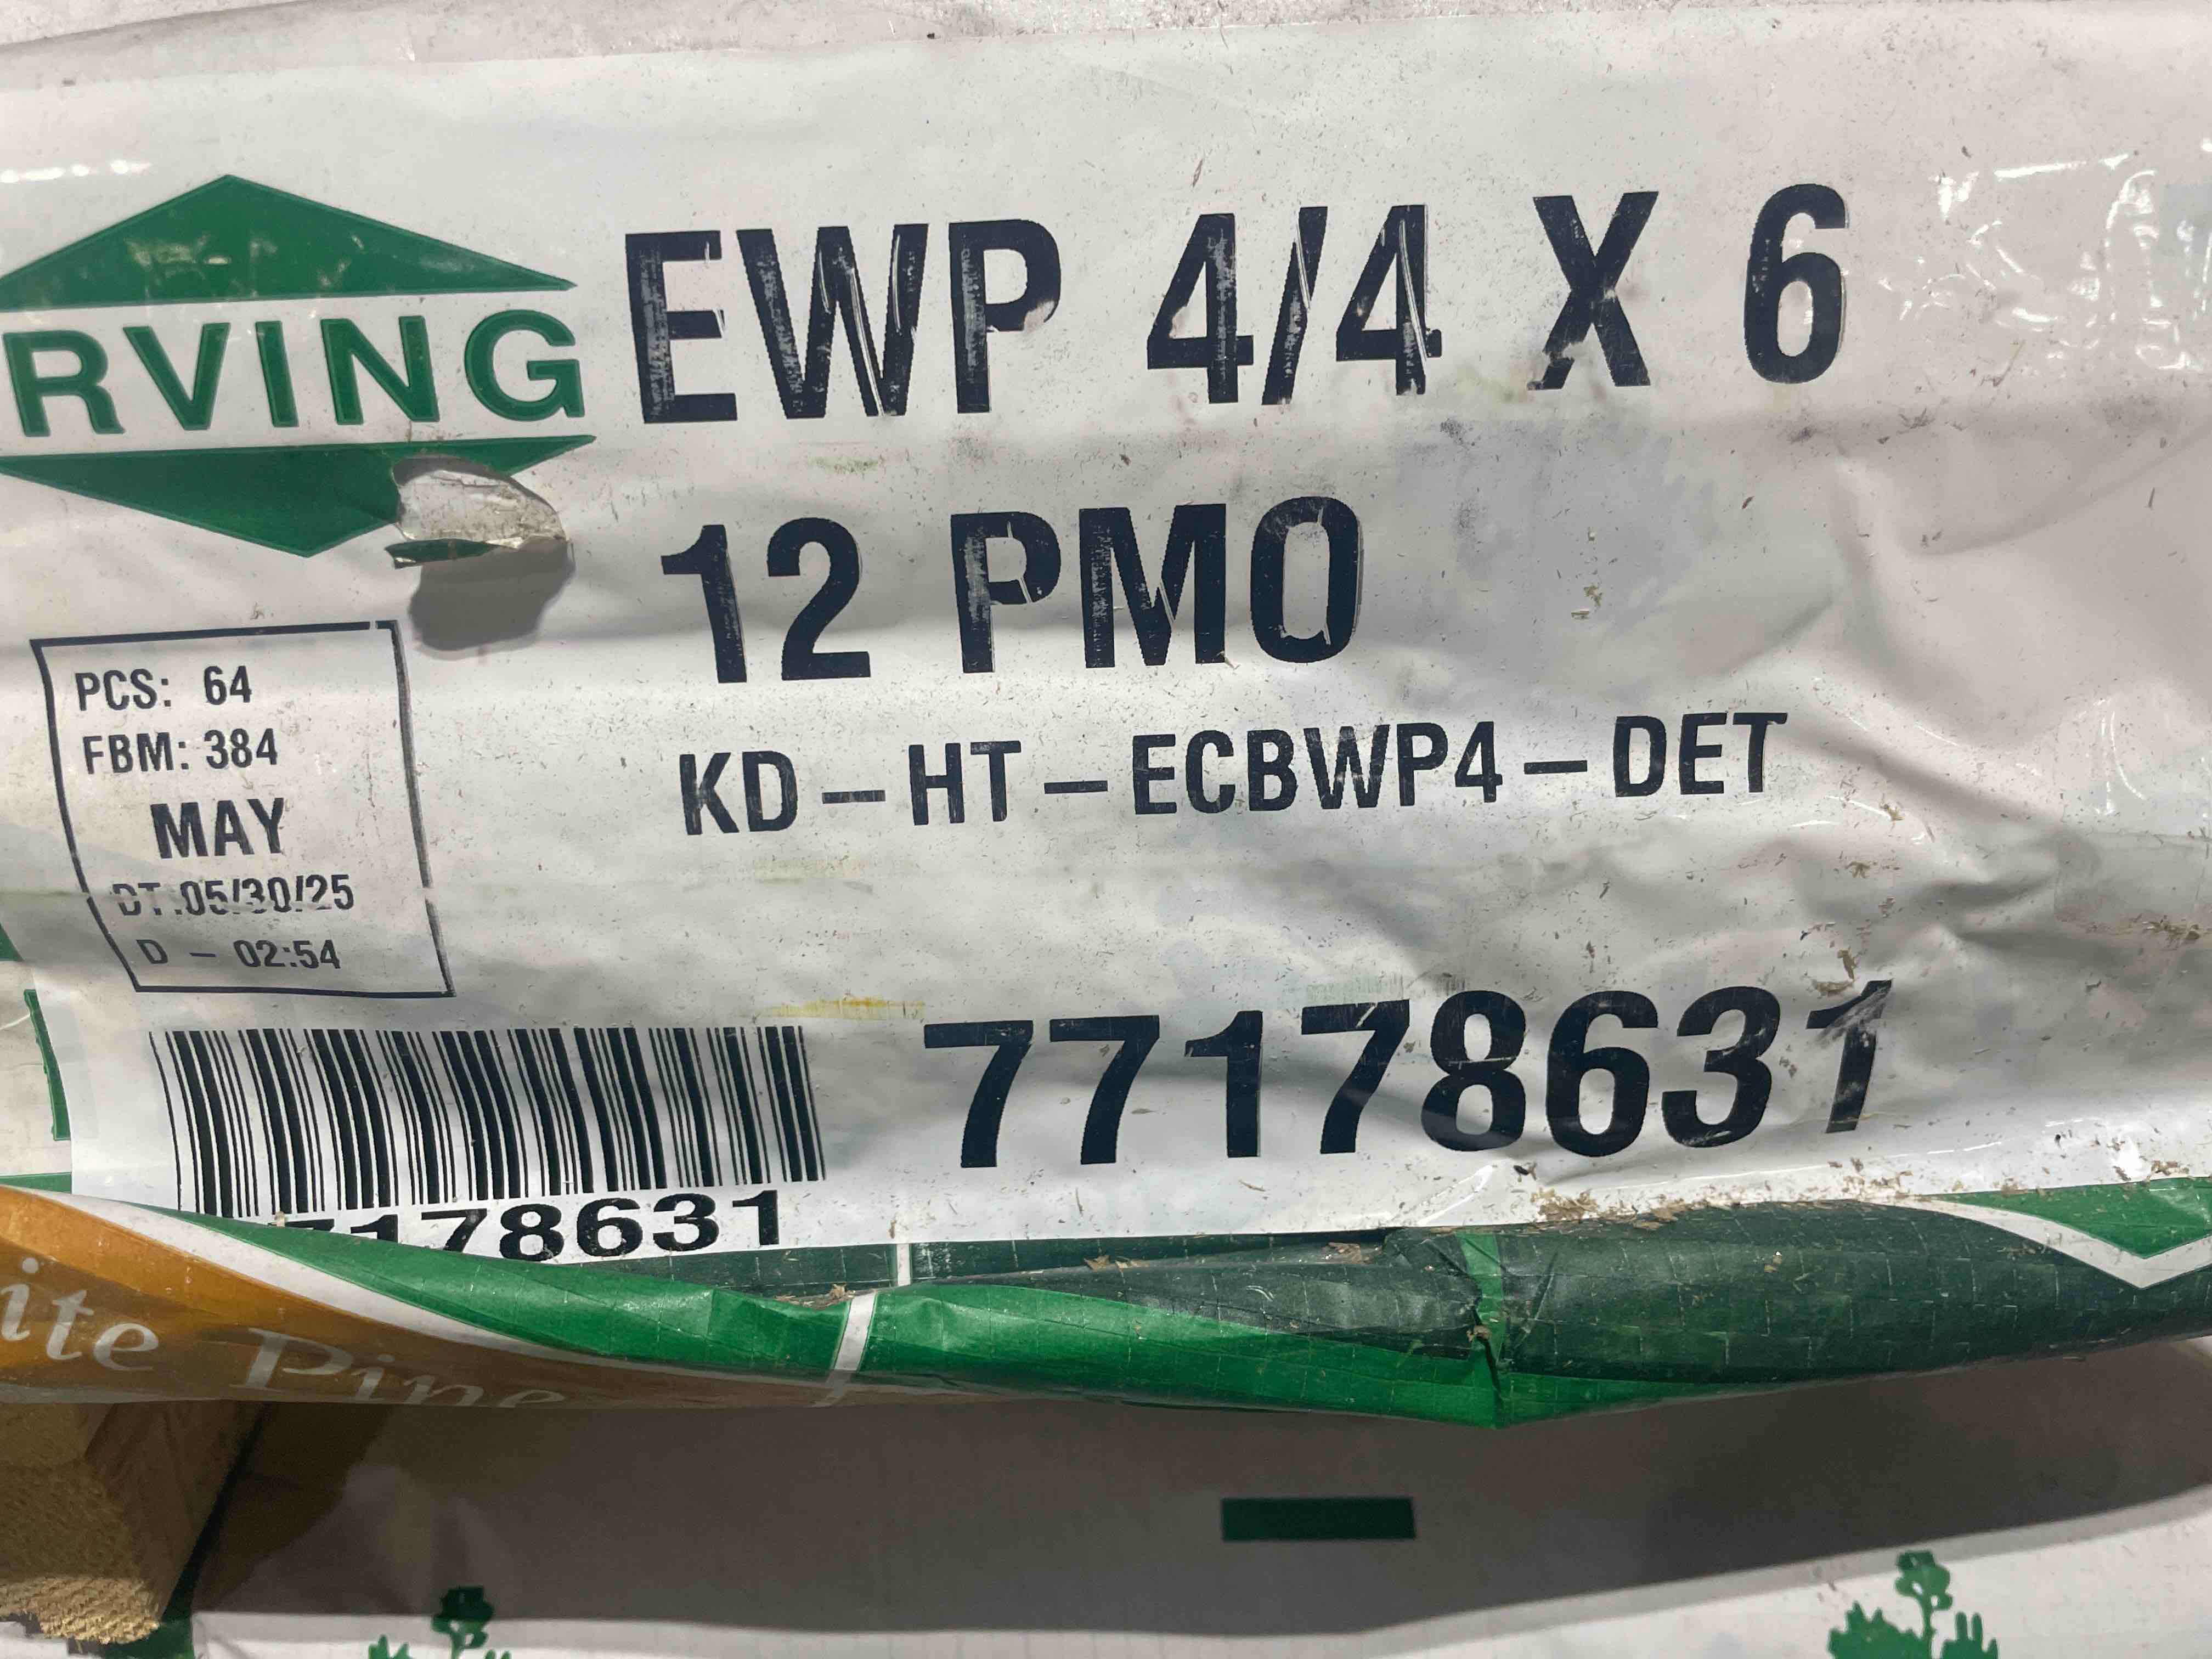 RVING
EWP 4/4 X 6
12 PMO
KD-HT-ECBWP4-DET
PCS: 64
FBM: 384
MAY
DT.05/30/25
D - 02:54
77178631
7178631
ite Pine